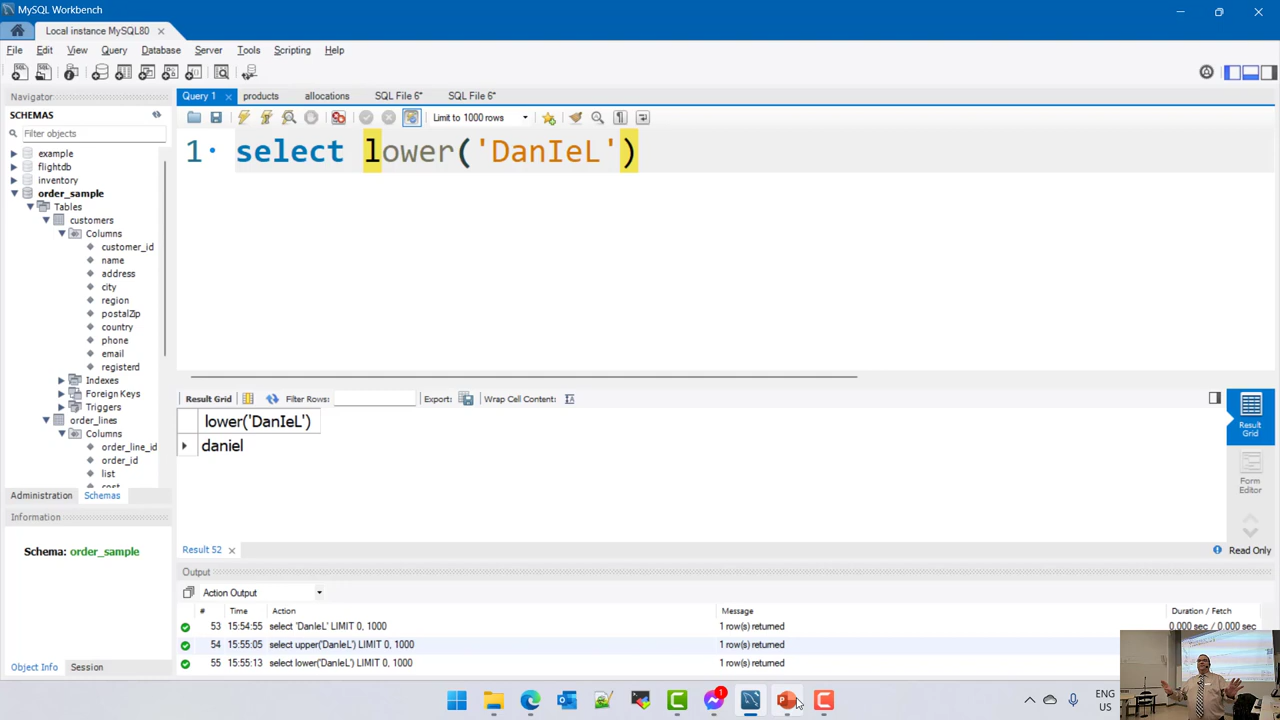 MySQL Workbench
Local instance MySQL80
File Edit View Query Database Server Tools Scripting Help
Navigator
SCHEMAS
Filter objects
example
flightdb
inventory
order_sample
Tables
customers
Columns
customer_id
name
address
city
region
postalZip
country
phone
email
registerd
Indexes
Foreign Keys
Triggers
order_lines
Columns
order_line_id
order_id
list
cost
Administration Schemas
Information
Schema: order_sample
Object Info Session
Query 1 products allocations SQL File 6* SQL File 6*
Limit to 1000 rows
1 select lower('DanIeL')
Result Grid Filter Rows: Export: Wrap Cell Content:
lower('DanIeL')
daniel
Result Grid
Form Editor
Result 52
Read Only
Output
Action Output
# Time Action Message Duration / Fetch
53 15:54:55 select 'DanIeL' LIMIT 0, 1000 1 row(s) returned 0.000 sec / 0.000 sec
54 15:55:05 select upper('DanIeL') LIMIT 0, 1000 1 row(s) returned
55 15:55:13 select lower('DanIeL') LIMIT 0, 1000 1 row(s) returned
1
ENG
US